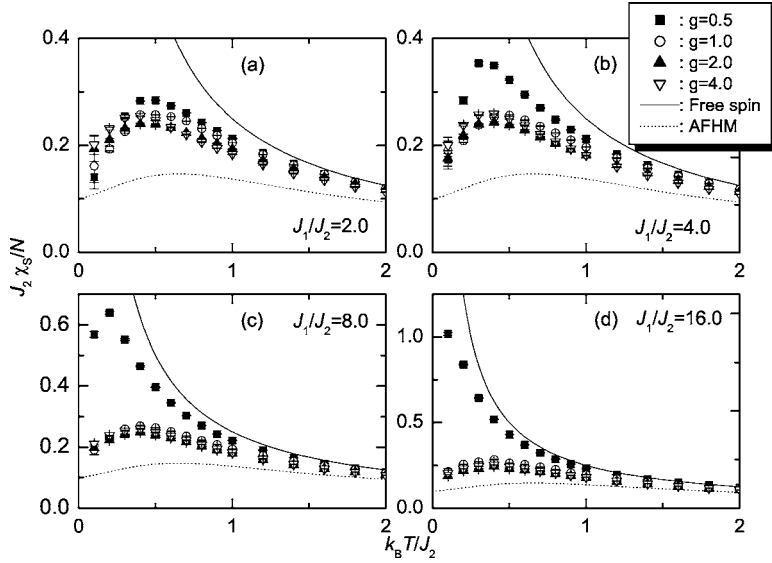 ■ : g=0.5
○ : g=1.0
▲ : g=2.0
▽ : g=4.0
: Free spin
: AFHM
J₂ χ_S/N
0.4
0.2
0.0
(a)
J₁/J₂=2.0
0 1 2
0.4
0.2
0.0
(b)
J₁/J₂=4.0
0 1 2
0.6
0.4
0.2
0.0
(c)
J₁/J₂=8.0
0 1 2
1.0
0.5
0.0
(d)
J₁/J₂=16.0
0 1 2
k_BT/J₂